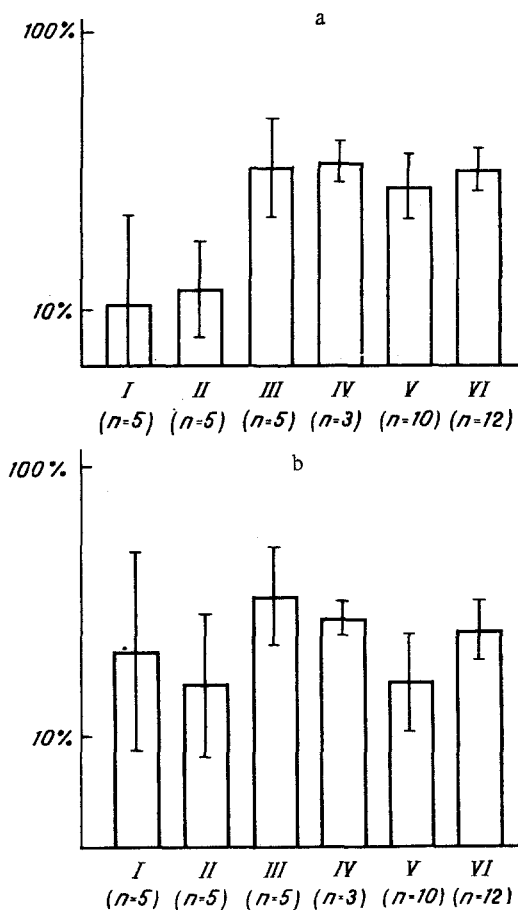 a
100%
10%
I II III IV V VI
(n=5) (n=5) (n=5) (n=3) (n=10) (n=12)
b
100%
10%
I II III IV V VI
(n=5) (n=5) (n=5) (n=3) (n=10) (n=12)